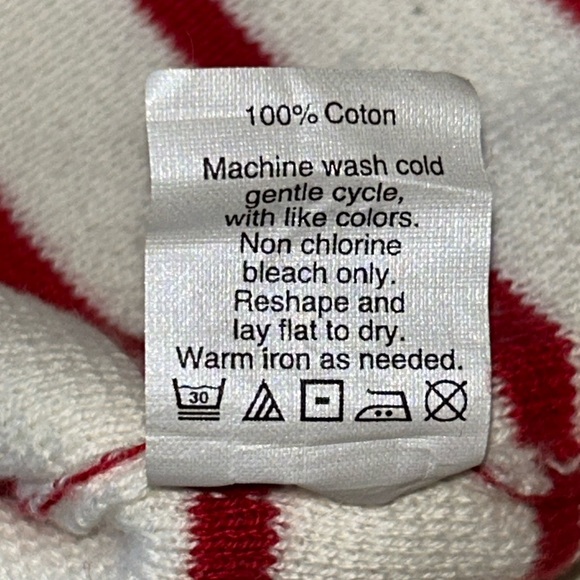 100% Coton
Machine wash cold
gentle cycle,
with like colors.
Non chlorine
bleach only.
Reshape and
lay flat to dry.
Warm iron as needed.
30